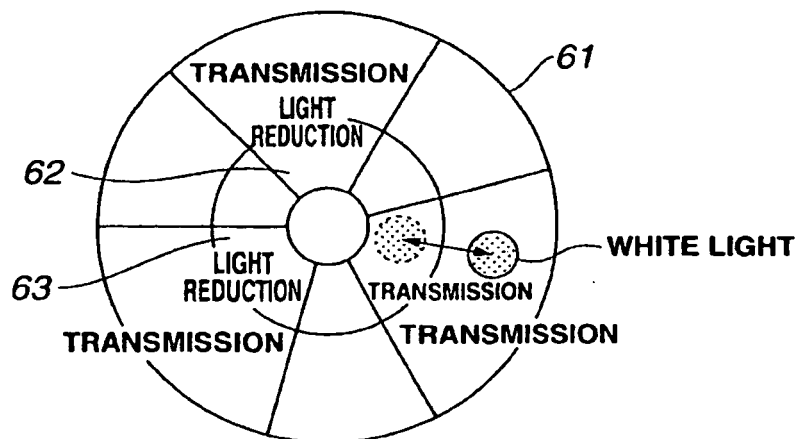 TRANSMISSION
61
LIGHT
REDUCTION
62
WHITE LIGHT
LIGHT
REDUCTION
63
TRANSMISSION
TRANSMISSION
TRANSMISSION